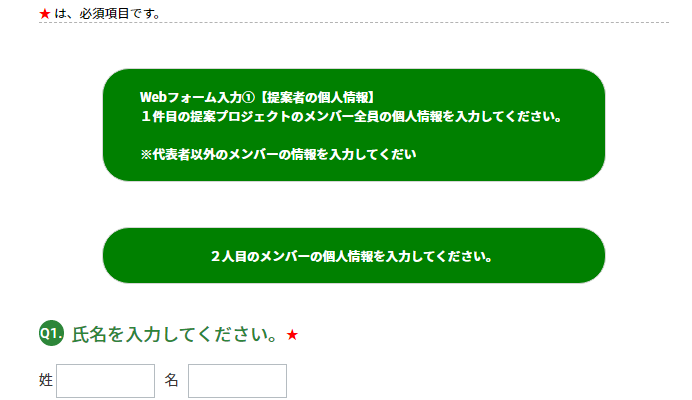 ★ は、必須項目です。
Webフォーム入力①【提案者の個人情報】
１件目の提案プロジェクトのメンバー全員の個人情報を入力してください。
※代表者以外のメンバーの情報を入力してくだい
２人目のメンバーの個人情報を入力してください。
Q1. 氏名を入力してください。★
姓 名